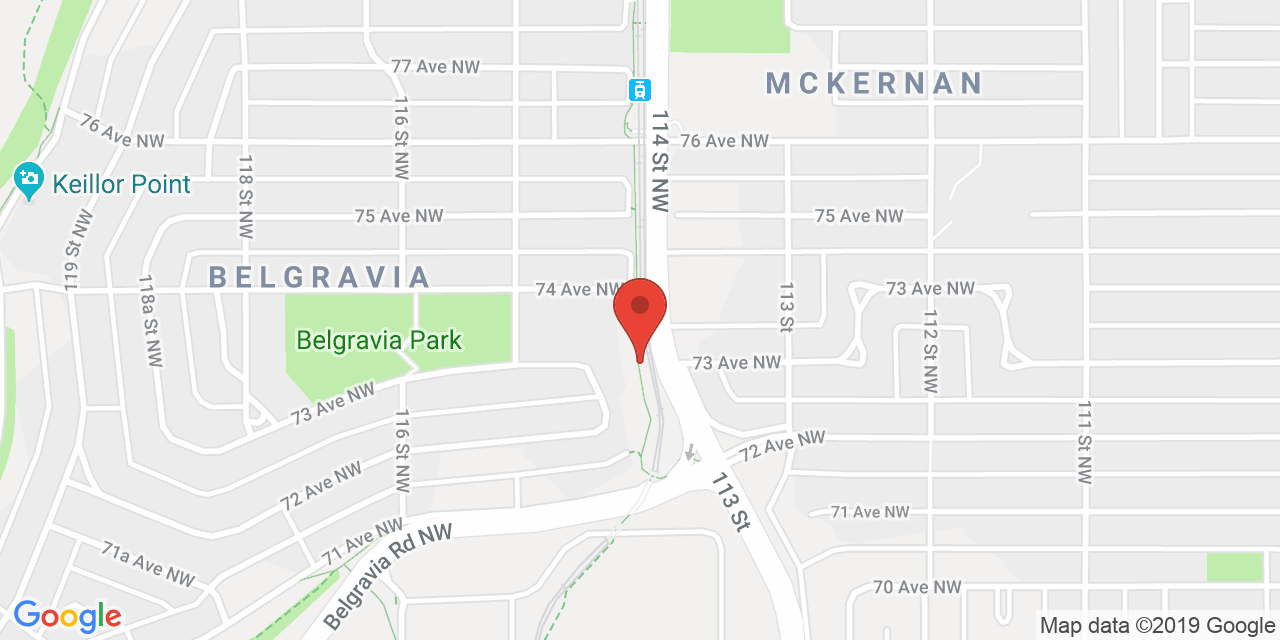 77 Ave NW
MCKERNAN
116 St NW
114 St NW
76 Ave NW
76 Ave NW
118 St NW
Keillor Point
75 Ave NW
75 Ave NW
119 St NW
BELGRAVIA
118a St NW
74 Ave NW
73 Ave NW
113 St
112 St NW
Belgravia Park
73 Ave NW
73 Ave NW
116 St NW
111 St NW
72 Ave NW
72 Ave NW
113 St
71 Ave NW
71 Ave NW
Belgravia Rd NW
71a Ave NW
70 Ave NW
Google
Map data ©2019 Google